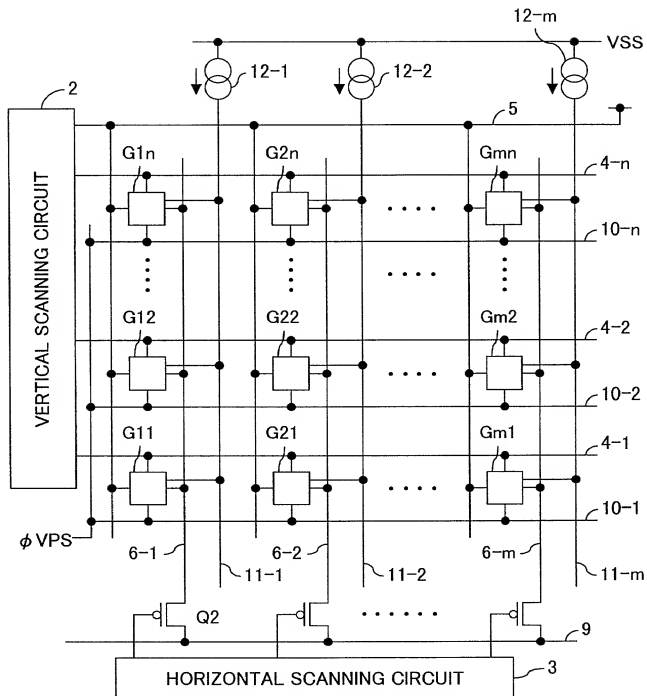 12-m
VSS
12-1
12-2
2
5
G1n
G2n
Gmn
4-n
10-n
VERTICAL SCANNING CIRCUIT
G12
G22
Gm2
4-2
10-2
G11
G21
Gm1
4-1
10-1
φVPS
6-1
6-2
6-m
11-1
11-2
11-m
Q2
9
HORIZONTAL SCANNING CIRCUIT
3